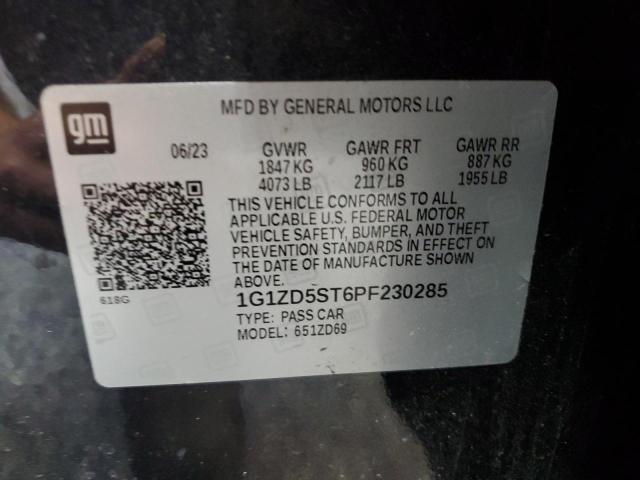 gm
MFD BY GENERAL MOTORS LLC
06/23 GVWR GAWR FRT GAWR RR
1847 KG 960 KG 887 KG
4073 LB 2117 LB 1955 LB
THIS VEHICLE CONFORMS TO ALL
APPLICABLE U.S. FEDERAL MOTOR
VEHICLE SAFETY, BUMPER, AND THEFT
PREVENTION STANDARDS IN EFFECT ON
THE DATE OF MANUFACTURE SHOWN
ABOVE.
618G
1G1ZD5ST6PF230285
TYPE: PASS CAR
MODEL: 651ZD69